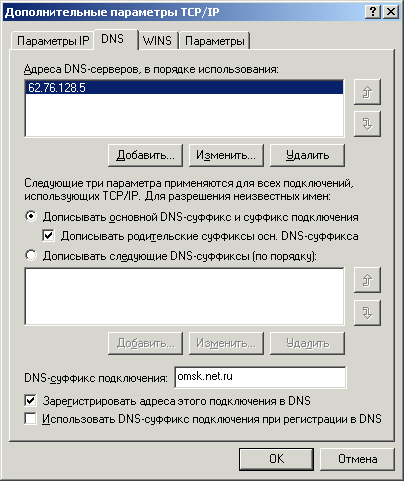 Дополнительные параметры TCP/IP
Параметры IP
DNS
WINS
Параметры
Адреса DNS-серверов, в порядке использования:
62.76.128.5
Добавить...
Изменить...
Удалить
Следующие три параметра применяются для всех подключений,
использующих TCP/IP. Для разрешения неизвестных имен:
Дописывать основной DNS-суффикс и суффикс подключения
Дописывать родительские суффиксы осн. DNS-суффикса
Дописывать следующие DNS-суффиксы (по порядку):
Добавить...
Изменить...
Удалить
DNS-суффикс подключения:
omsk.net.ru
Зарегистрировать адреса этого подключения в DNS
Использовать DNS-суффикс подключения при регистрации в DNS
OK
Отмена